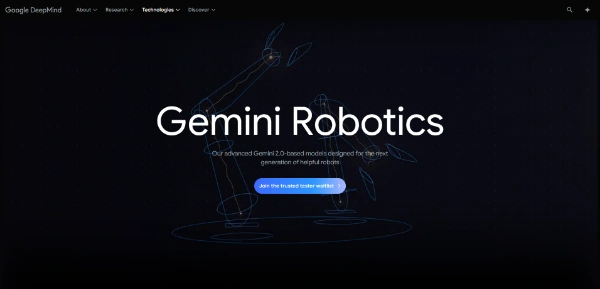 Google DeepMind
About Research Technologies Discover
Gemini Robotics
Our advanced Gemini 2.0-based models designed for the next
generation of helpful robots.
Join the trusted tester waitlist